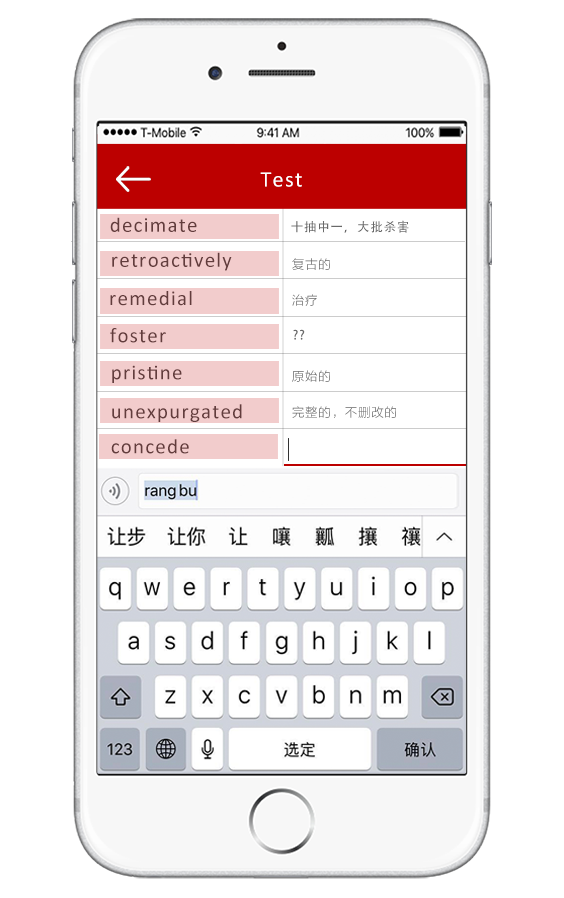 T-Mobile 9:41 AM 100%
Test
decimate 十抽中一，大批杀害
retroactively 复古的
remedial 治疗
foster ??
pristine 原始的
unexpurgated 完整的，不删改的
concede
rang bu
让步 让你 让 嚷 瓤 攘 禳
q w e r t y u i o p
a s d f g h j k l
z x c v b n m
123 选定 确认